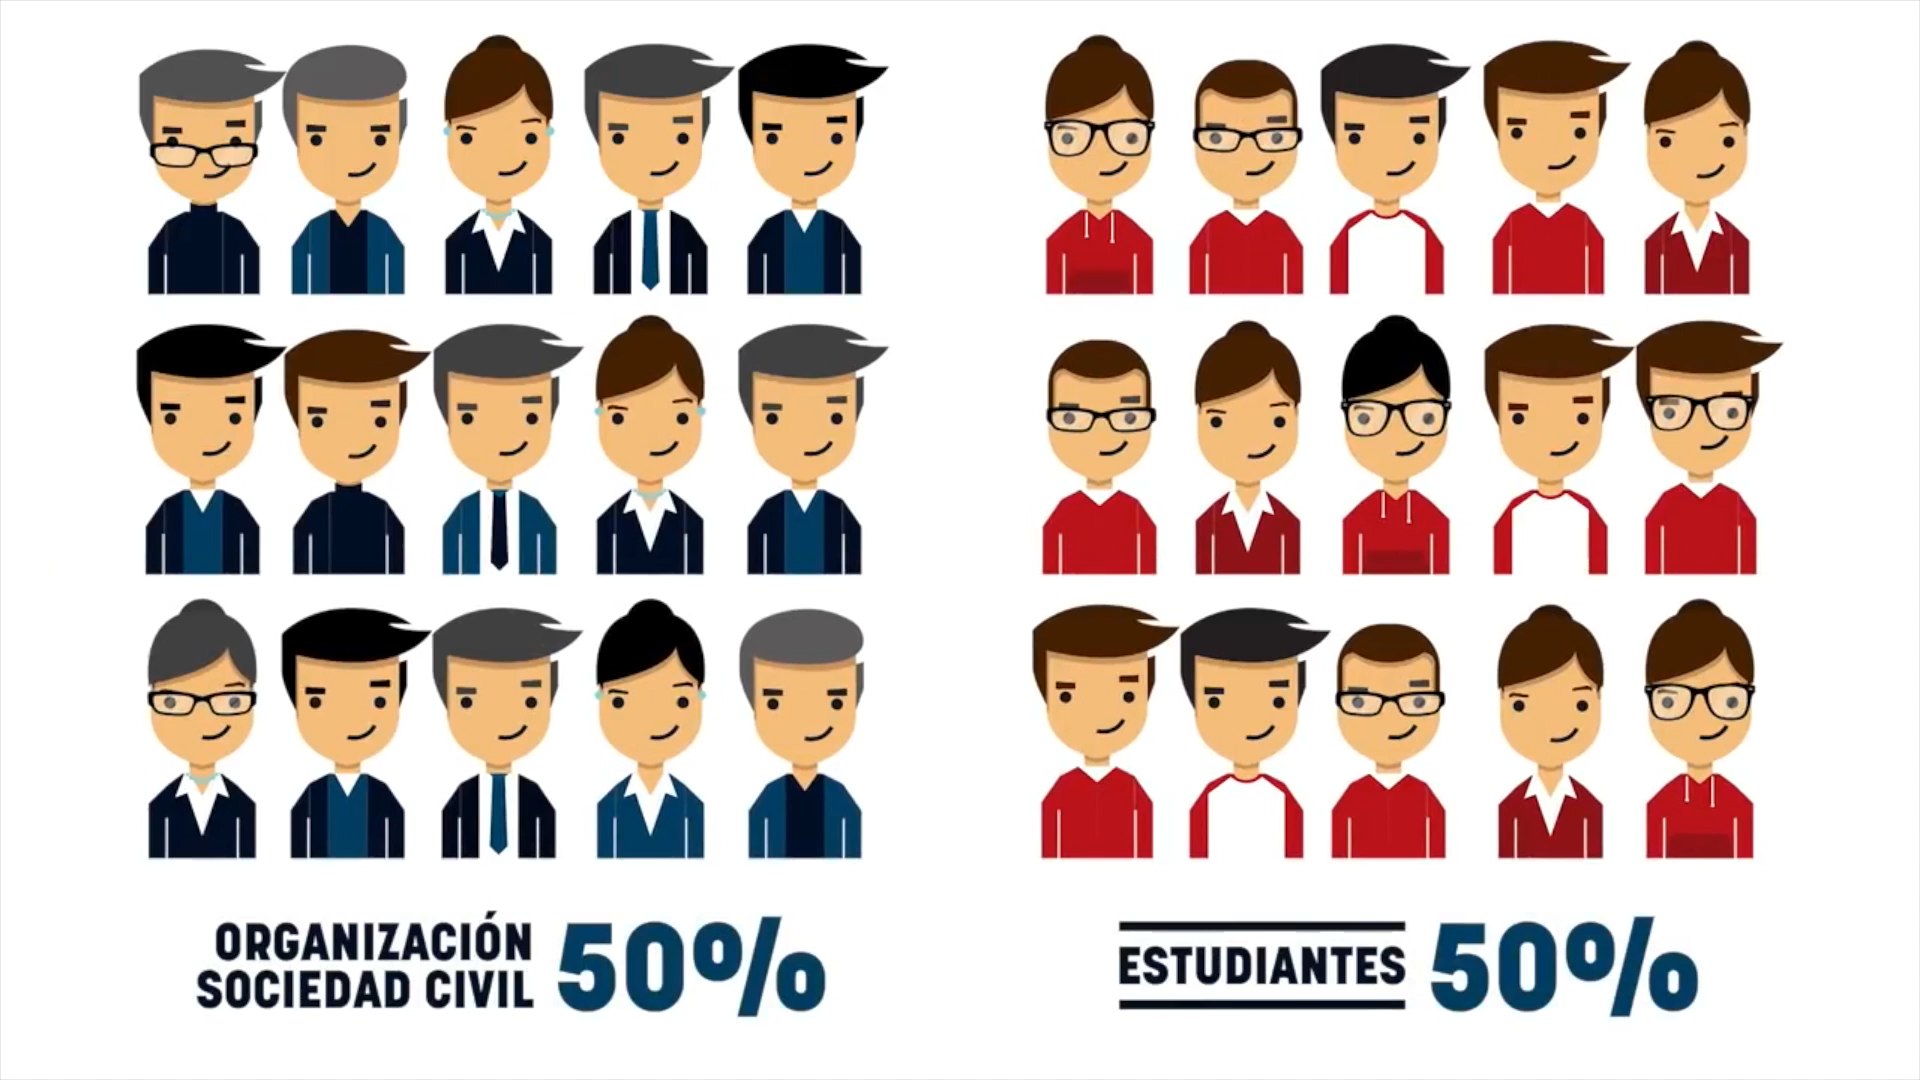 ORGANIZACIÓN
SOCIEDAD CIVIL
50%
ESTUDIANTES
50%